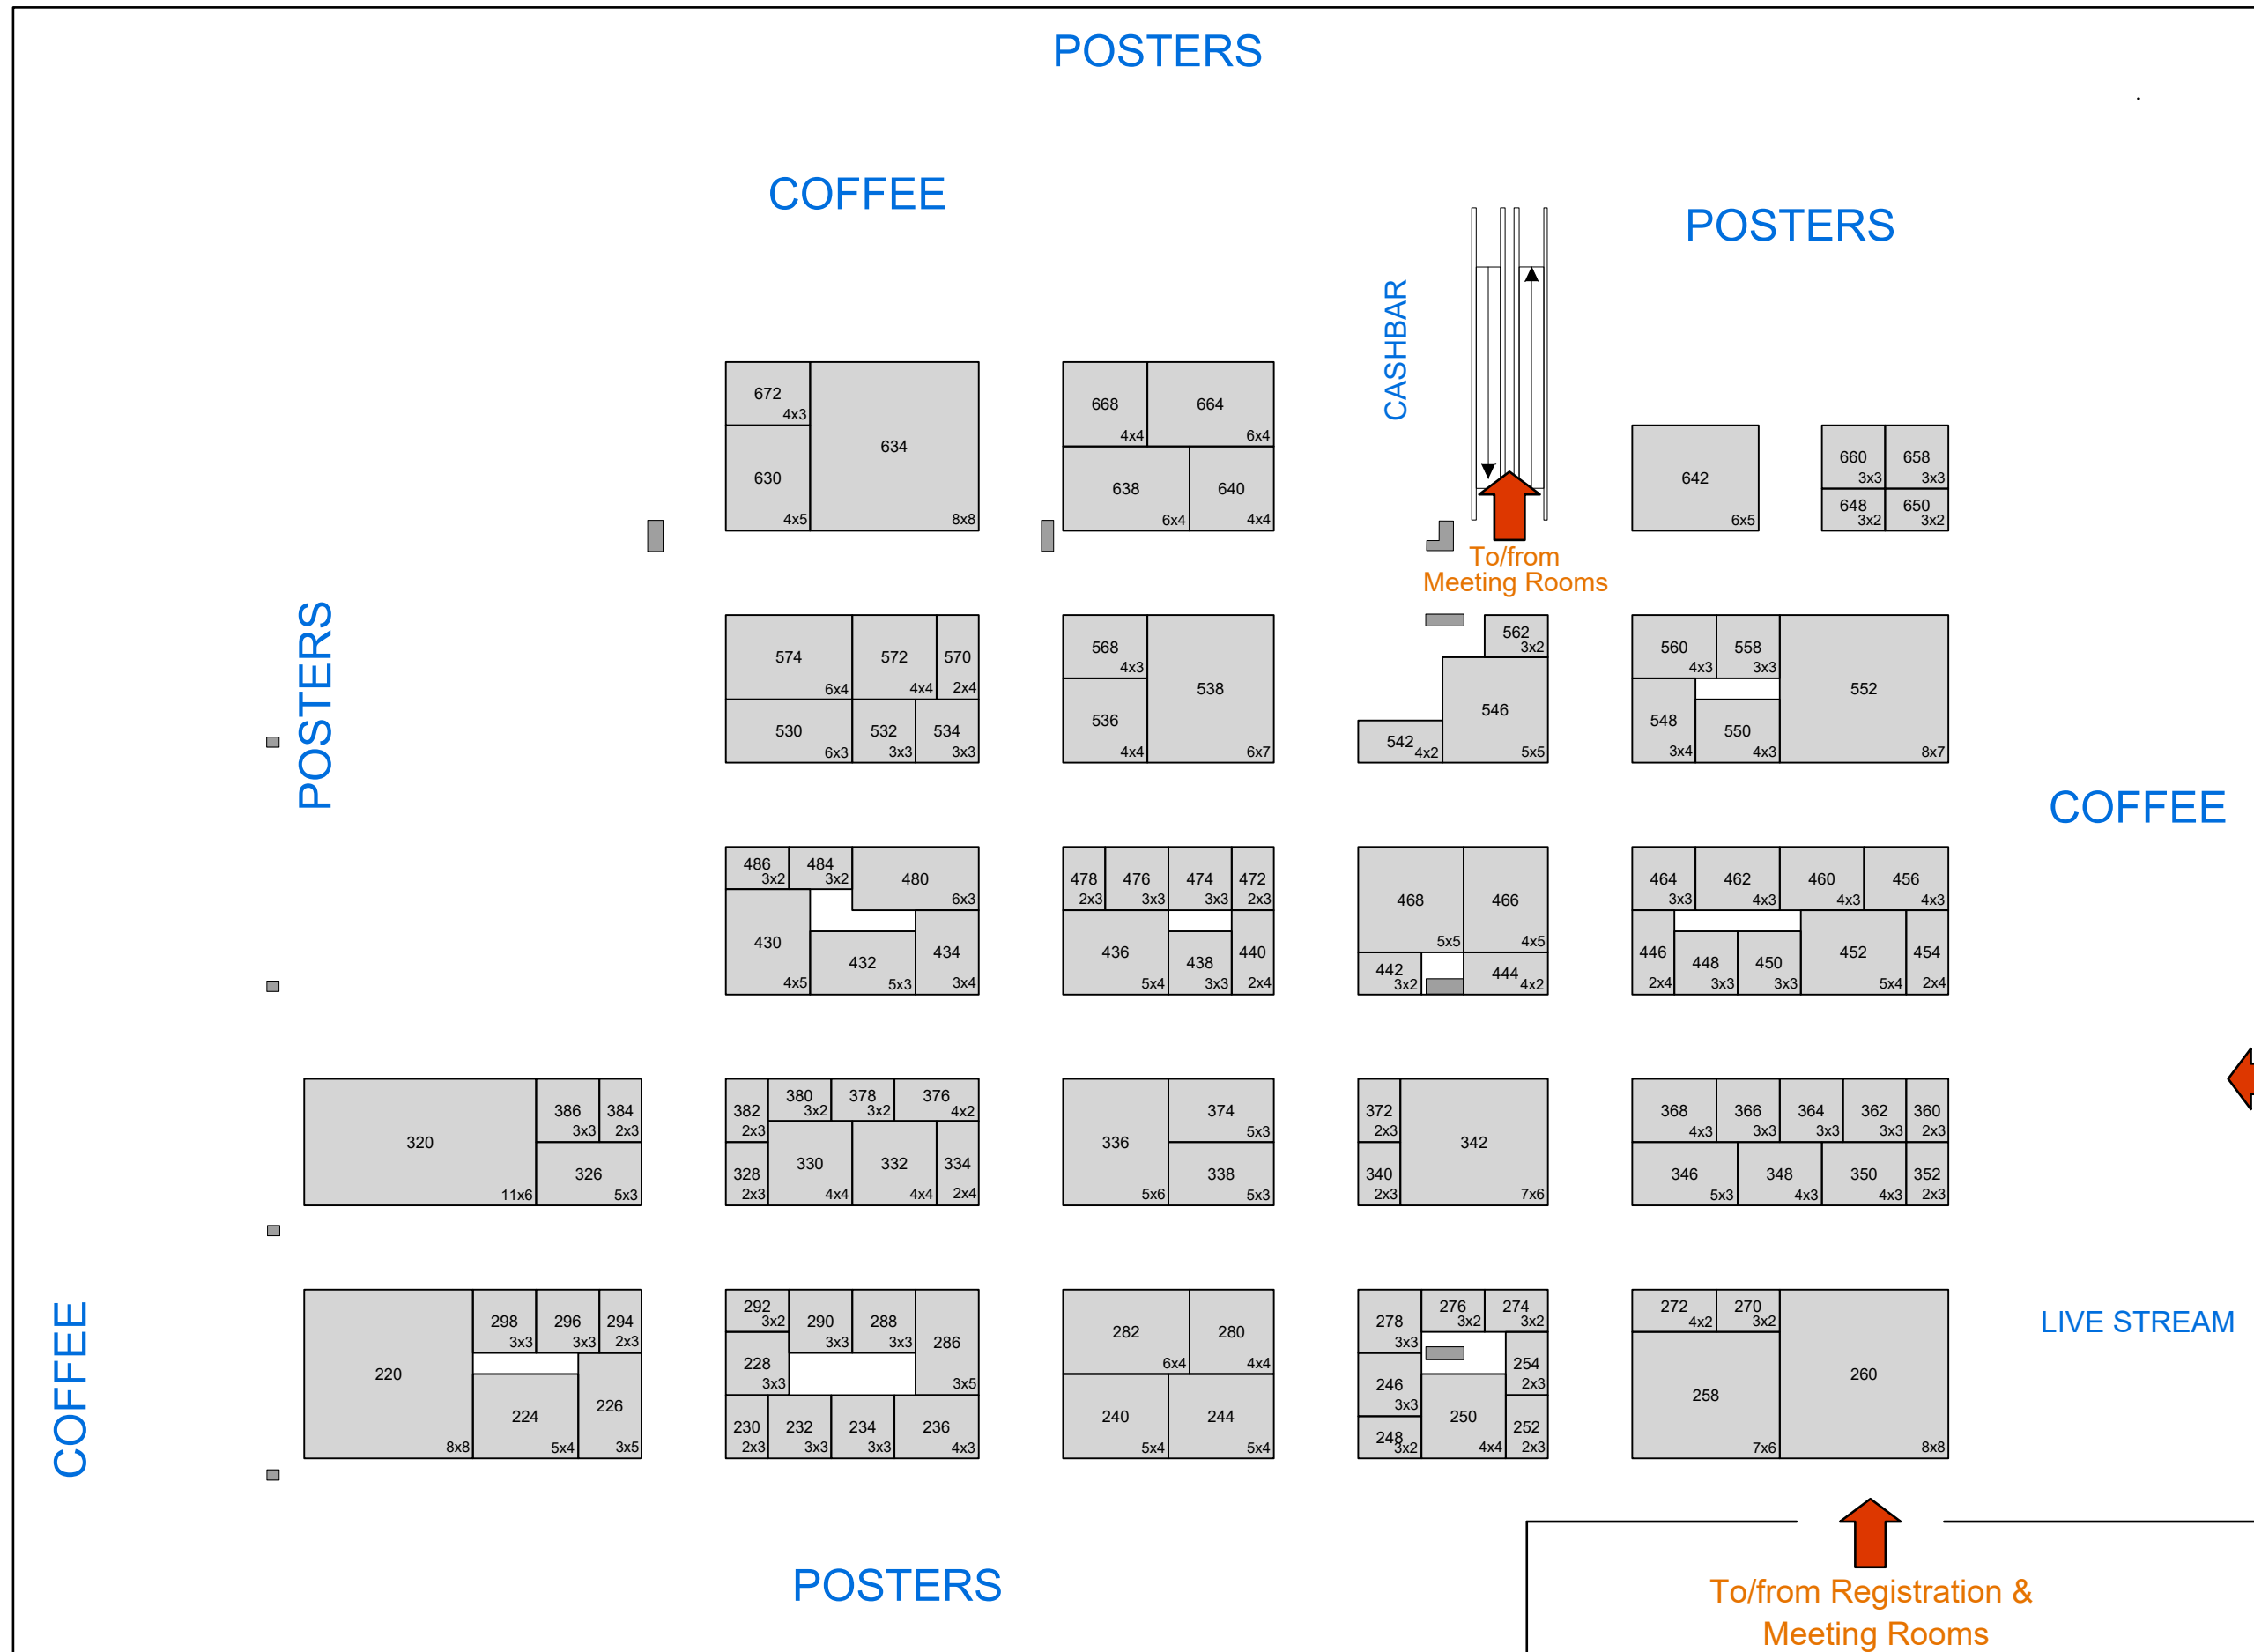 POSTERS
COFFEE
POSTERS
CASHBAR
672
4x3
634
8x8
630
4x5
668
4x4
664
6x4
638
6x4
640
4x4
642
6x5
660
3x3
658
3x3
648
3x2
650
3x2
To/from
Meeting Rooms
POSTERS
574
6x4
572
4x4
570
2x4
530
6x3
532
3x3
534
3x3
568
4x3
538
6x7
536
4x4
562
3x2
546
5x5
542
4x2
560
4x3
558
3x3
552
8x7
548
3x4
550
4x3
COFFEE
486
3x2
484
3x2
480
6x3
430
4x5
432
5x3
434
3x4
478
2x3
476
3x3
474
3x3
472
2x3
436
5x4
438
3x3
440
2x4
468
5x5
466
4x5
442
3x2
444
4x2
464
3x3
462
4x3
460
4x3
456
4x3
446
2x4
448
3x3
450
3x3
452
5x4
454
2x4
320
11x6
386
3x3
384
2x3
326
5x3
382
2x3
380
3x2
378
3x2
376
4x2
328
2x3
330
4x4
332
4x4
334
2x4
336
5x6
374
5x3
338
5x3
372
2x3
342
7x6
340
2x3
368
4x3
366
3x3
364
3x3
362
3x3
360
2x3
346
5x3
348
4x3
350
4x3
352
2x3
COFFEE
220
8x8
298
3x3
296
3x3
294
2x3
224
5x4
226
3x5
292
3x2
290
3x3
288
3x3
286
3x5
228
3x3
230
2x3
232
3x3
234
3x3
236
4x3
282
6x4
280
4x4
240
5x4
244
5x4
278
3x3
276
3x2
274
3x2
246
3x3
254
2x3
248
3x2
250
4x4
252
2x3
272
4x2
270
3x2
258
7x6
260
8x8
LIVE STREAM
POSTERS
To/from Registration &
Meeting Rooms